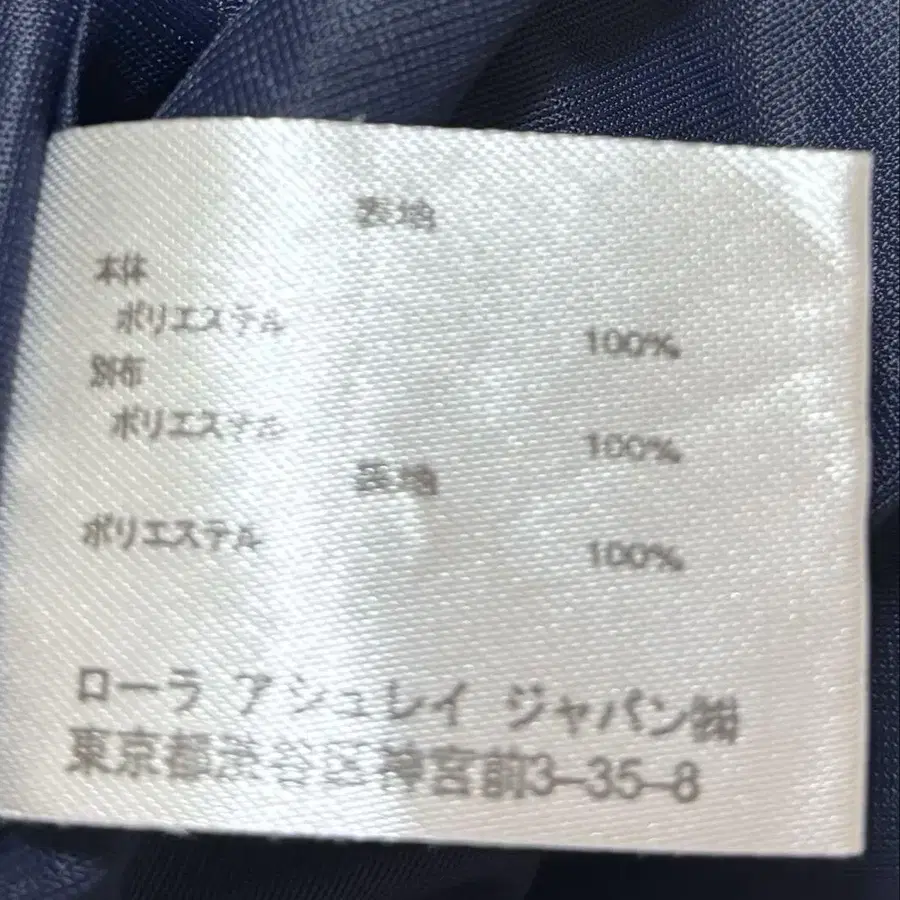 表地
本体
ポリエステル 100%
別布
ポリエステル 100%
裏地
ポリエステル 100%
ローラ アシュレイ ジャパン㈱
東京都渋谷区神宮前3-35-8